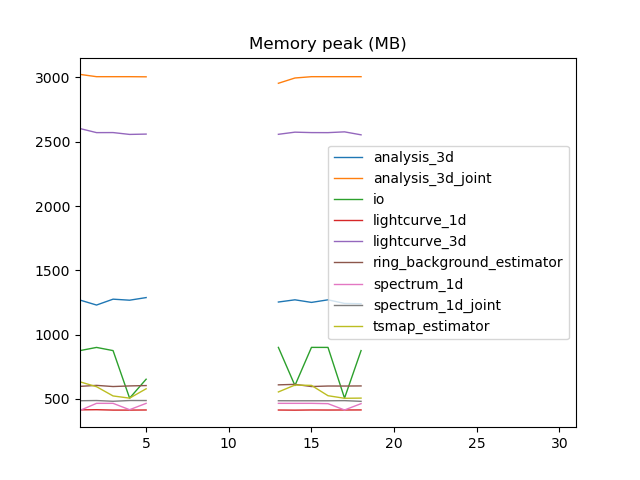 Memory peak (MB)
3000
2500
2000
1500
1000
500
analysis_3d
analysis_3d_joint
io
lightcurve_1d
lightcurve_3d
ring_background_estimator
spectrum_1d
spectrum_1d_joint
tsmap_estimator
5 10 15 20 25 30